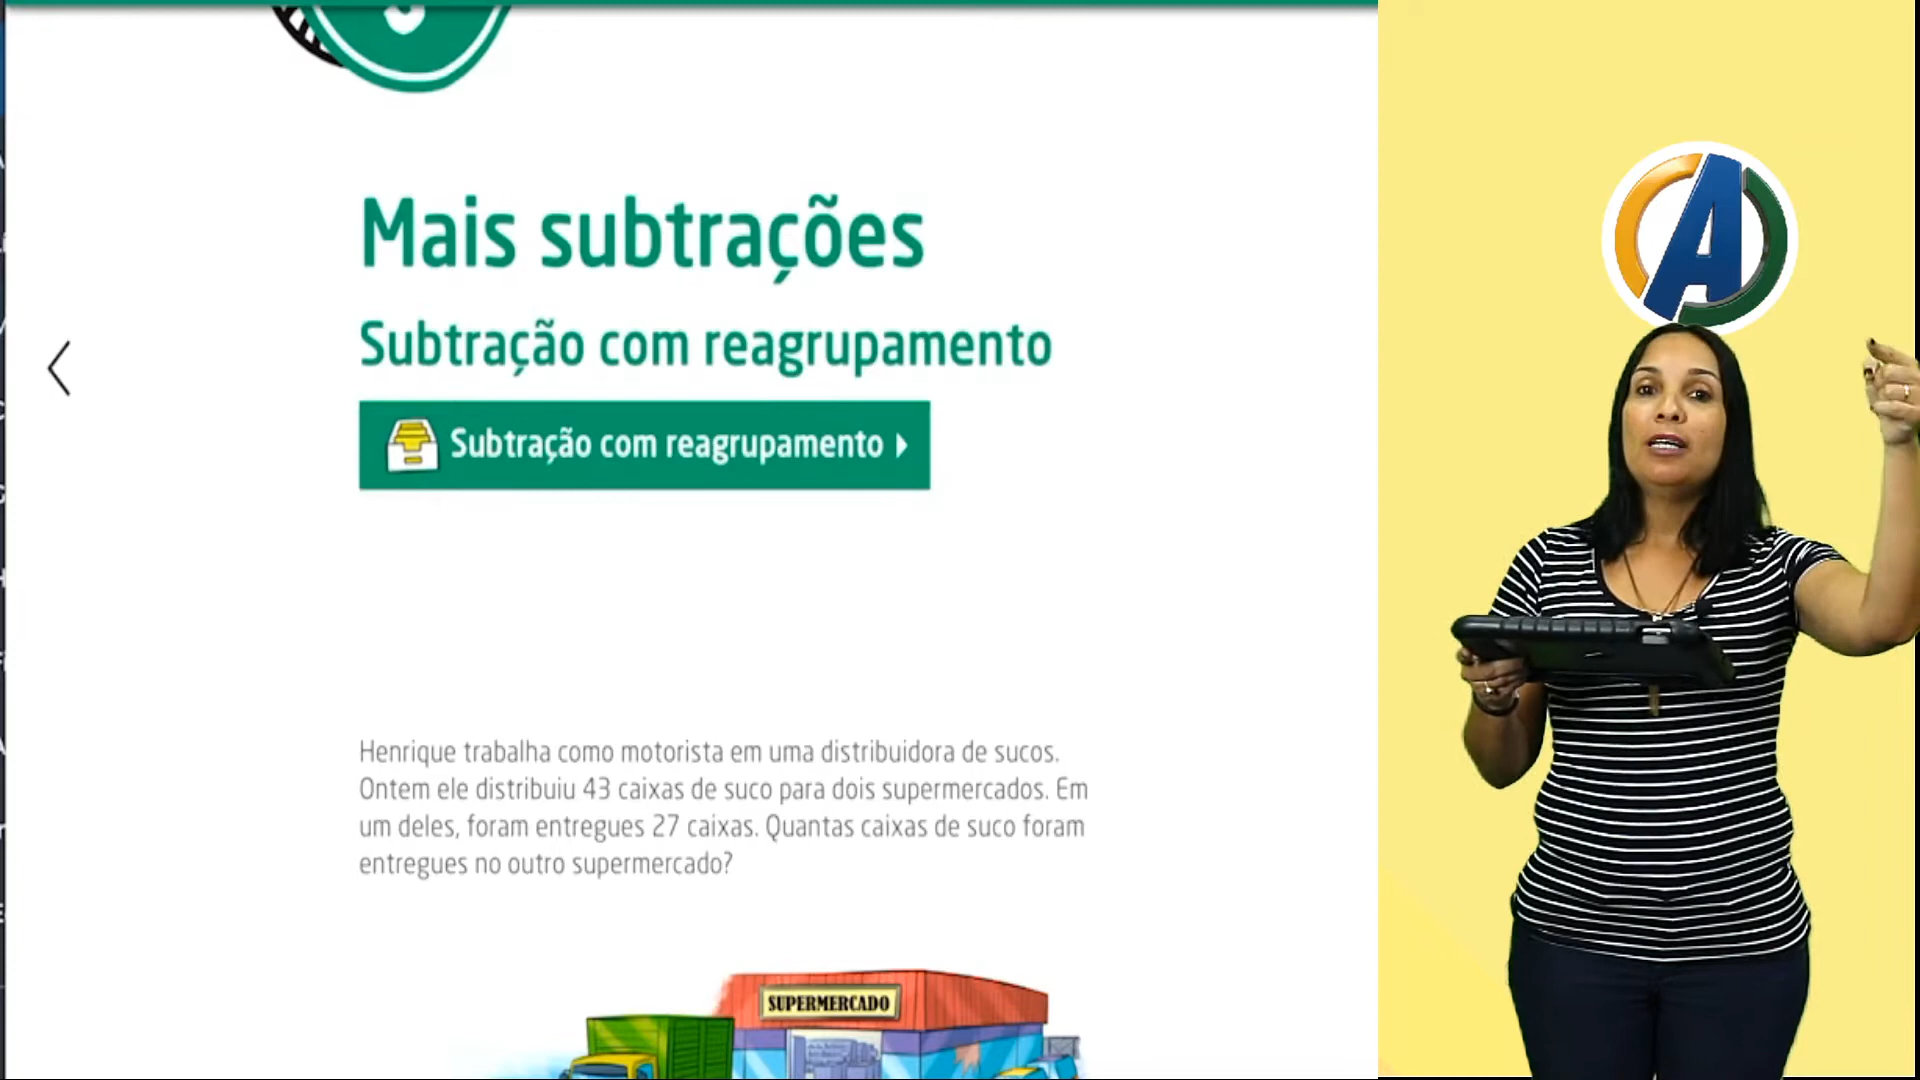 Mais subtrações
Subtração com reagrupamento
Subtração com reagrupamento
Henrique trabalha como motorista em uma distribuidora de sucos.
Ontem ele distribuiu 43 caixas de suco para dois supermercados. Em
um deles, foram entregues 27 caixas. Quantas caixas de suco foram
entregues no outro supermercado?
SUPERMERCADO
A